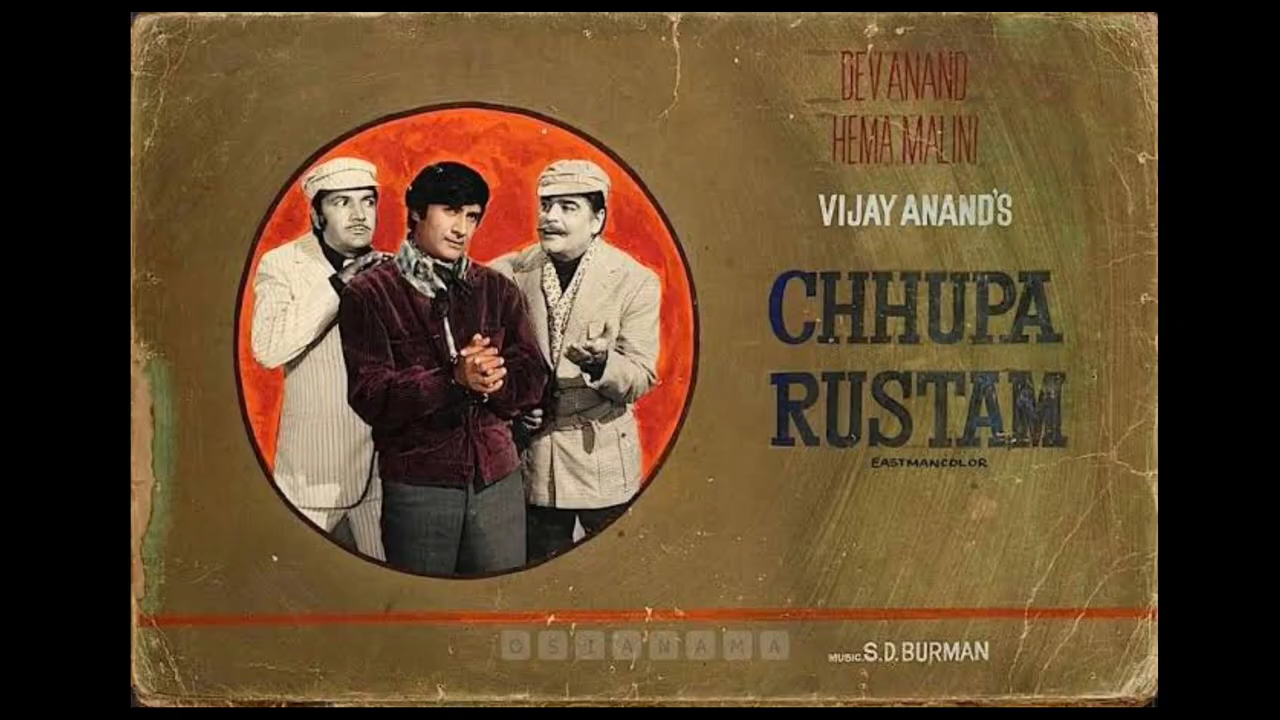 DEV ANAND
HEMA MALINI
VIJAY ANAND'S
CHHUPA
RUSTAM
EASTMANCOLOR
OSIANAMA
MUSIC. S.D. BURMAN